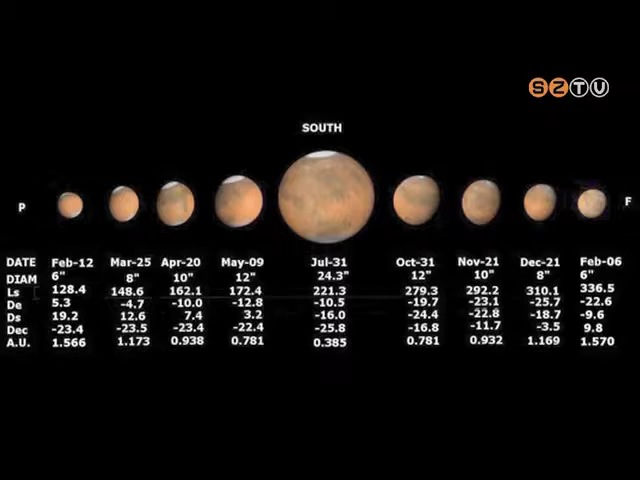 SZTV
SOUTH
P F
DATE Feb-12 Mar-25 Apr-20 May-09 Jul-31 Oct-31 Nov-21 Dec-21 Feb-06
DIAM 6" 8" 10" 12" 24.3" 12" 10" 8" 6"
Ls 128.4 148.6 162.1 172.4 221.3 279.3 292.2 310.1 336.5
De 5.3 -4.7 -10.0 -12.8 -10.5 -19.7 -23.1 -25.7 -22.6
Ds 19.2 12.6 7.4 3.2 -16.0 -24.4 -22.8 -18.7 -9.6
Dec -23.4 -23.5 -23.4 -22.4 -25.8 -16.8 -11.7 -3.5 9.8
A.U. 1.566 1.173 0.938 0.781 0.385 0.781 0.932 1.169 1.570